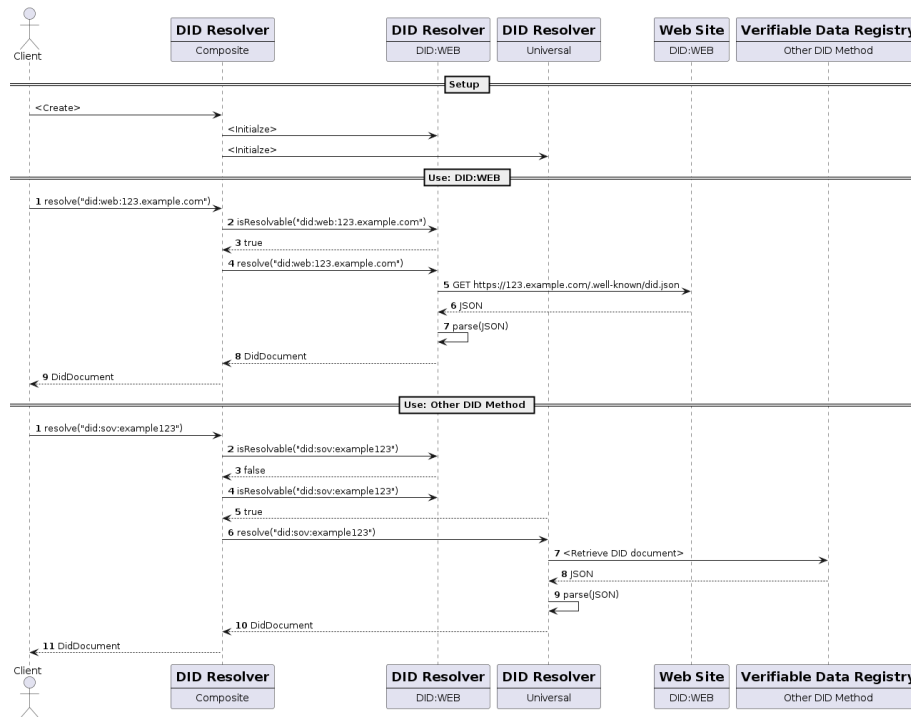 Client
DID Resolver
Composite
DID Resolver
DID:WEB
DID Resolver
Universal
Web Site
DID:WEB
Verifiable Data Registry
Other DID Method
Setup
<Create>
<Initialze>
<Initialze>
Use: DID:WEB
1 resolve("did:web:123.example.com")
2 isResolvable("did:web:123.example.com")
3 true
4 resolve("did:web:123.example.com")
5 GET https://123.example.com/.well-known/did.json
6 JSON
7 parse(JSON)
8 DidDocument
9 DidDocument
Use: Other DID Method
1 resolve("did:sov:example123")
2 isResolvable("did:sov:example123")
3 false
4 isResolvable("did:sov:example123")
5 true
6 resolve("did:sov:example123")
7 <Retrieve DID document>
8 JSON
9 parse(JSON)
10 DidDocument
11 DidDocument
Client
DID Resolver
Composite
DID Resolver
DID:WEB
DID Resolver
Universal
Web Site
DID:WEB
Verifiable Data Registry
Other DID Method